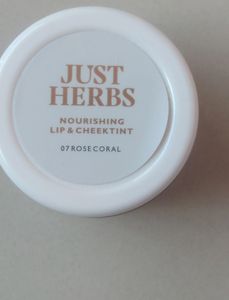 JUST
HERBS
NOURISHING
LIP & CHEEKTINT
07 ROSE CORAL